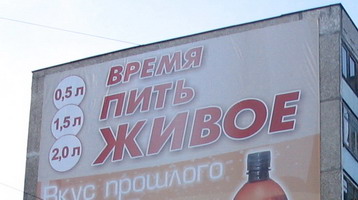 ВРЕМЯ
ПИТЬ
ЖИВОЕ
0,5 л
1,5 л
2,0 л
Вкус прошлого